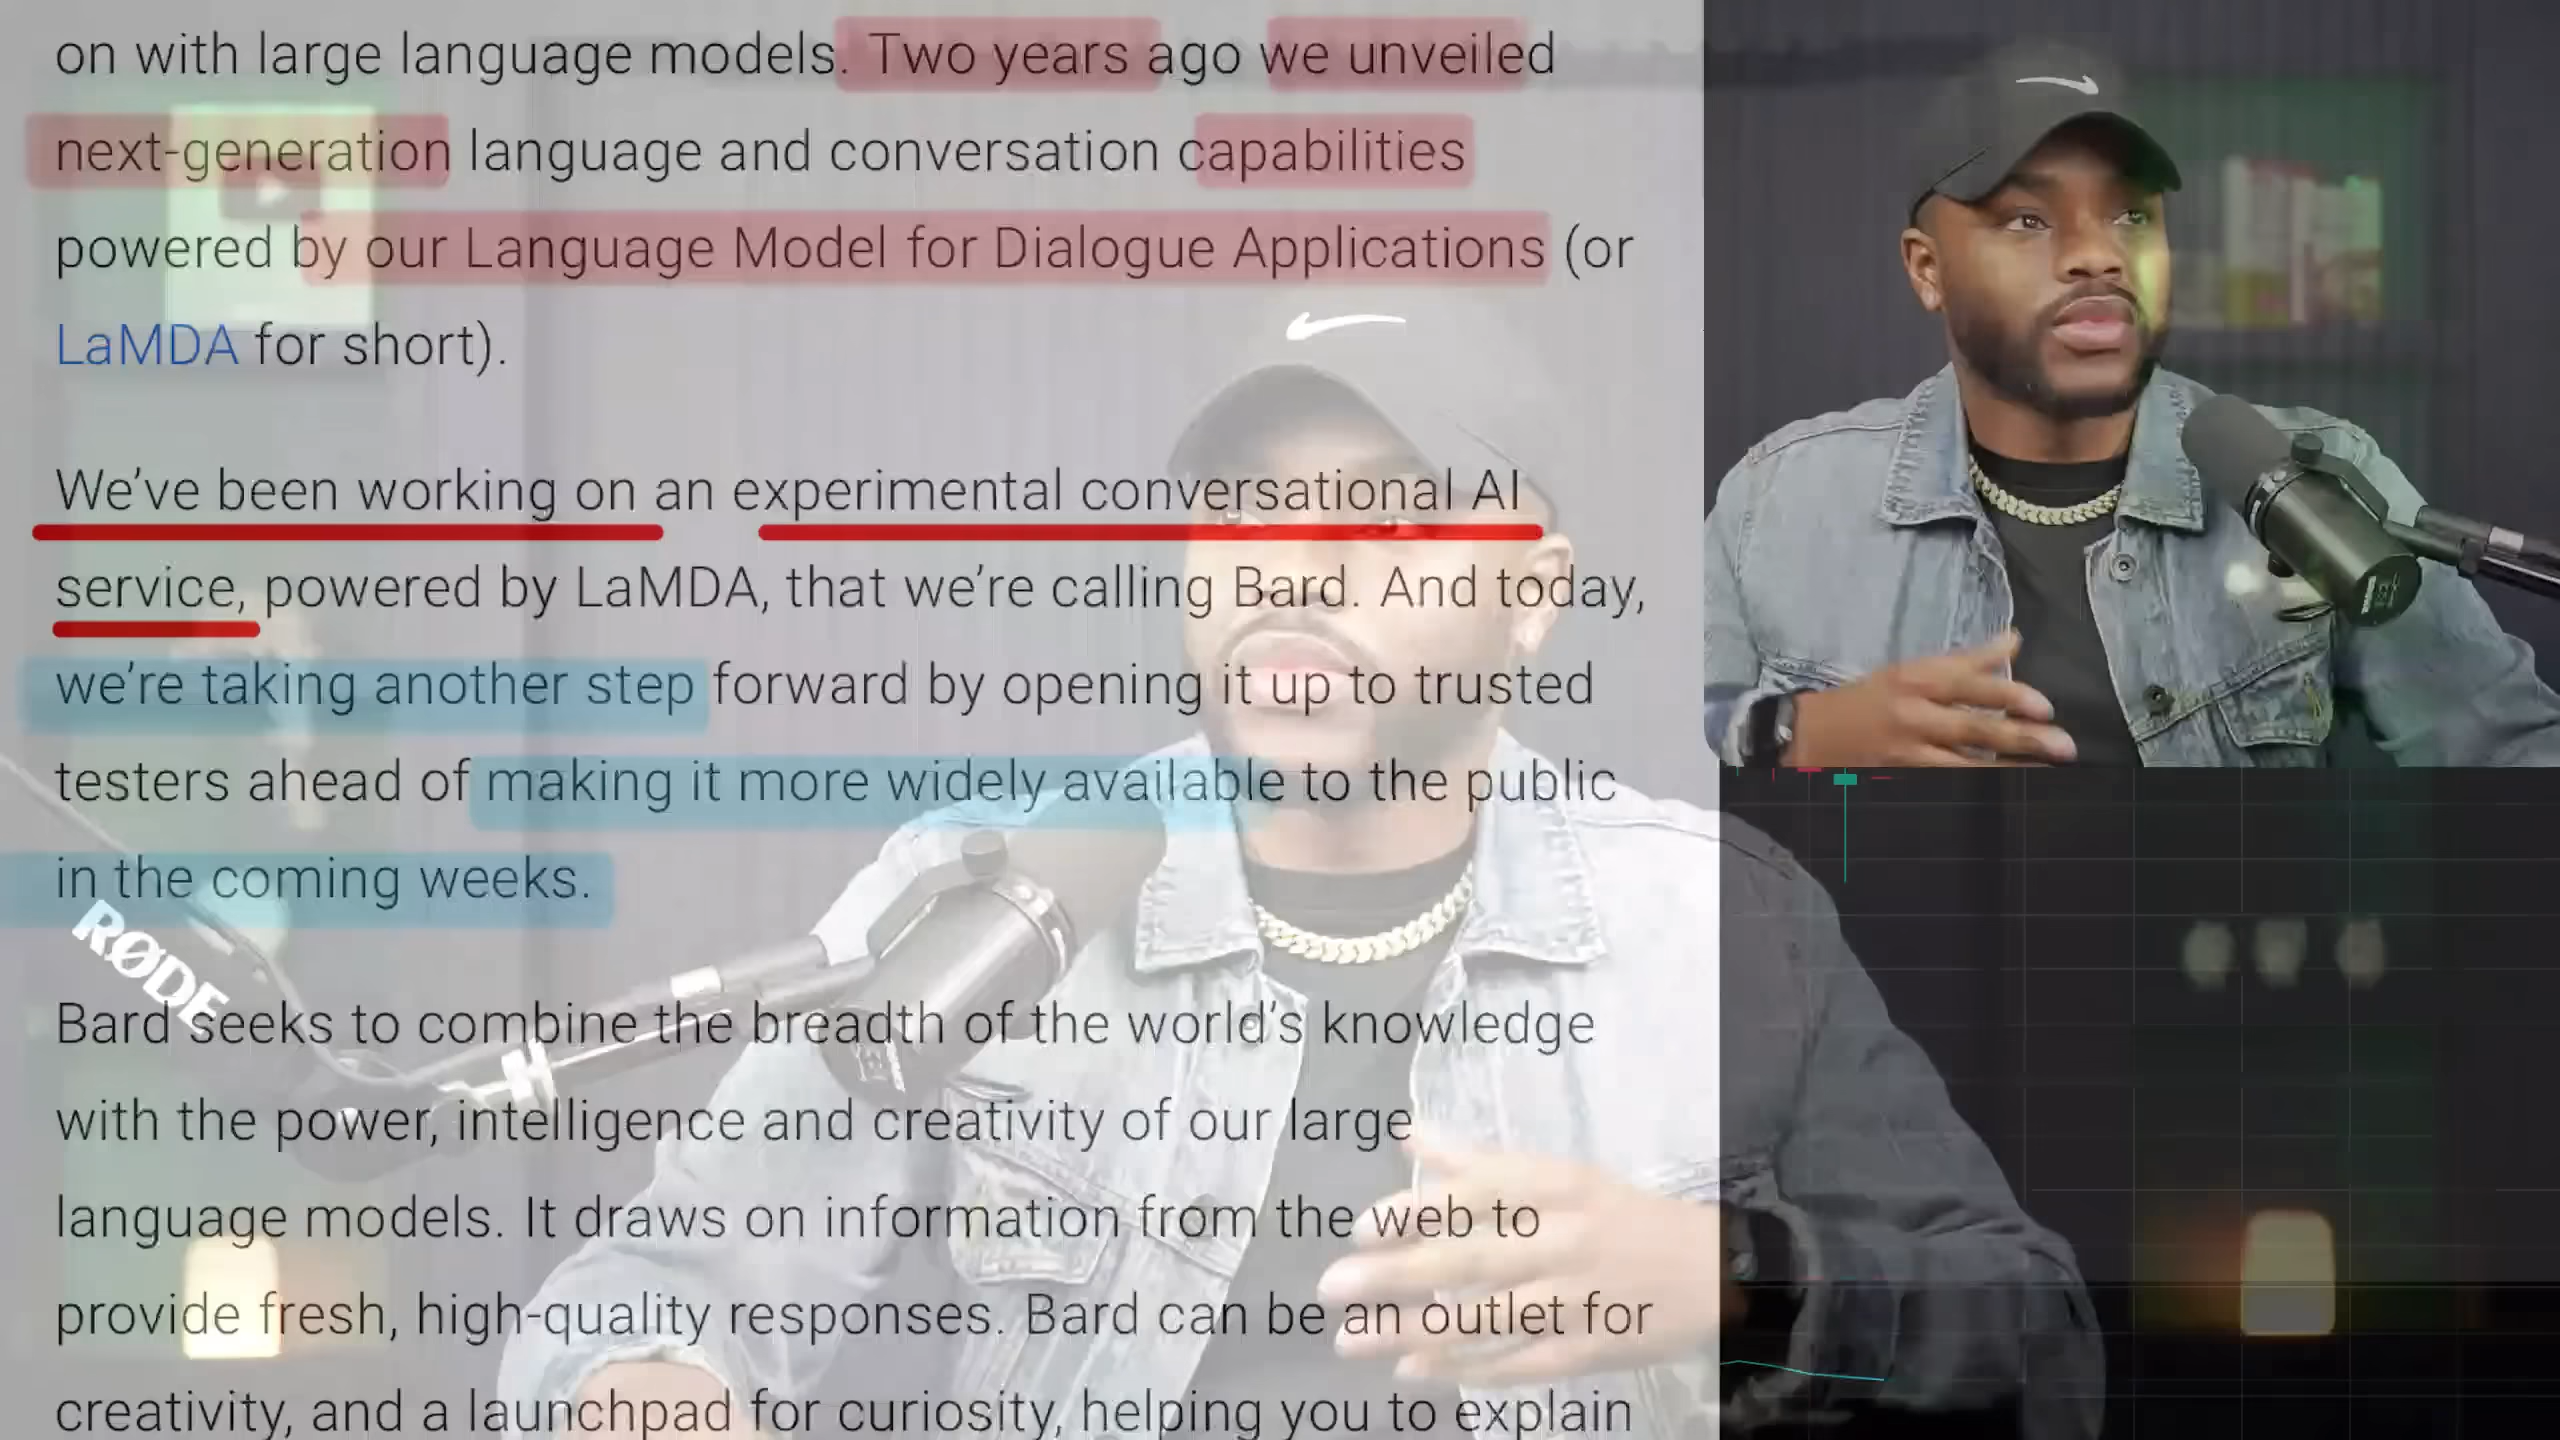 on with large language models. Two years ago we unveiled
next-generation language and conversation capabilities
powered by our Language Model for Dialogue Applications (or
LaMDA for short).
We’ve been working on an experimental conversational AI
service, powered by LaMDA, that we’re calling Bard. And today,
we’re taking another step forward by opening it up to trusted
testers ahead of making it more widely available to the public
in the coming weeks.
RØDE
Bard seeks to combine the breadth of the world’s knowledge
with the power, intelligence and creativity of our large
language models. It draws on information from the web to
provide fresh, high-quality responses. Bard can be an outlet for
creativity, and a launchpad for curiosity, helping you to explain